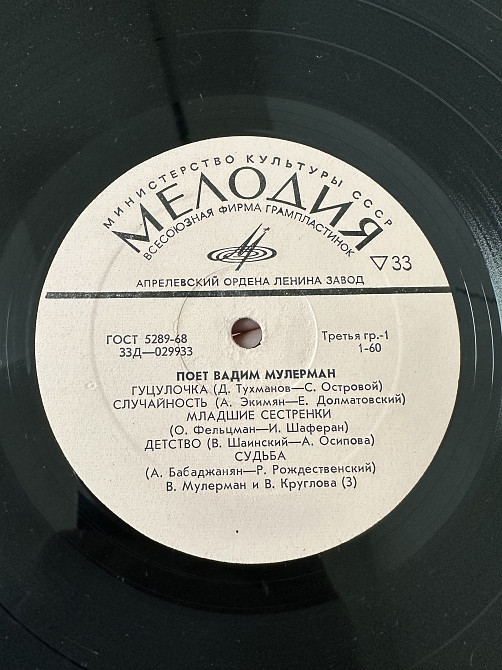 МИНИСТЕРСТВО КУЛЬТУРЫ СССР
МЕЛОДИЯ
ВСЕСОЮЗНАЯ ФИРМА ГРАМПЛАСТИНОК
▽33
АПРЕЛЕВСКИЙ ОРДЕНА ЛЕНИНА ЗАВОД
ГОСТ 5289-68
33Д—029933
Третья гр.-1
1-60
ПОЕТ ВАДИМ МУЛЕРМАН
ГУЦУЛОЧКА (Д. Тухманов—С. Островой)
СЛУЧАЙНОСТЬ (А. Экимян—Е. Долматовский)
МЛАДШИЕ СЕСТРЕНКИ
(О. Фельцман—И. Шаферан)
ДЕТСТВО (В. Шаинский—А. Осипова)
СУДЬБА
(А. Бабаджанян—Р. Рождественский)
В. Мулерман и В. Круглова (3)